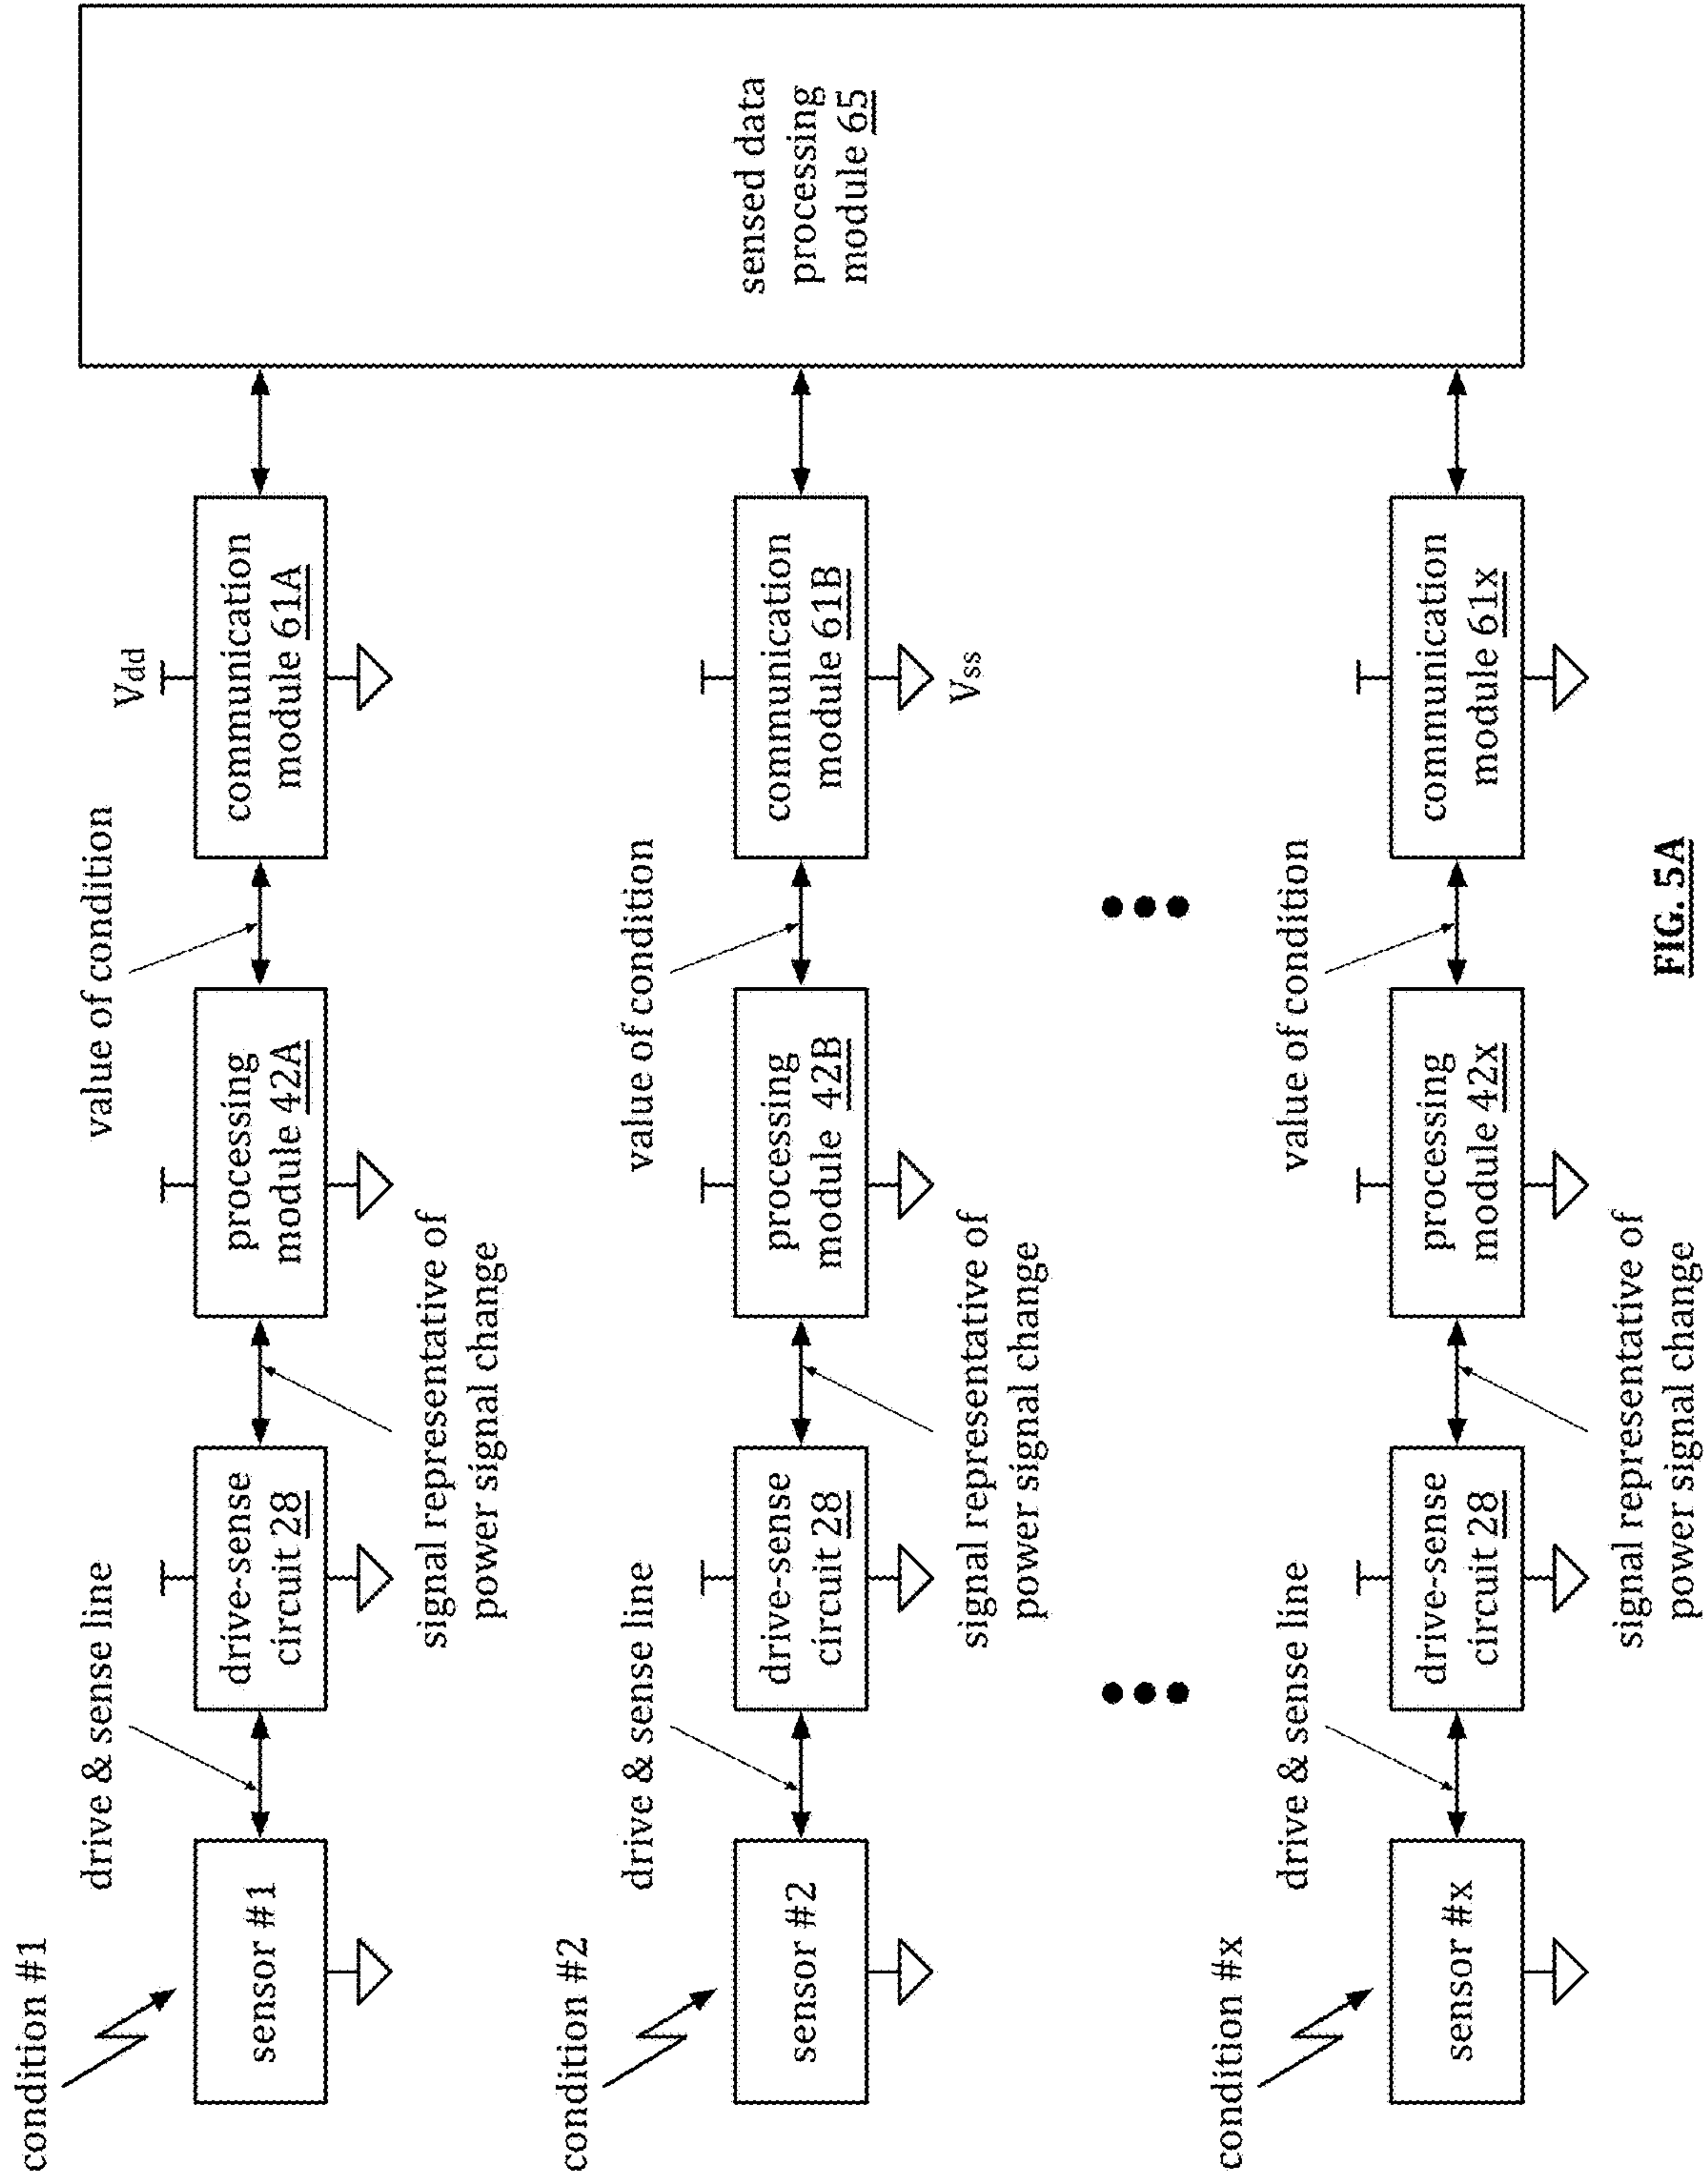 condition #1
sensor #1
drive & sense line
drive-sense
circuit 28
signal representative of
power signal change
processing
module 42A
value of condition
Vdd
communication
module 61A
condition #2
sensor #2
drive & sense line
drive-sense
circuit 28
signal representative of
power signal change
processing
module 42B
value of condition
communication
module 61B
Vss
condition #x
sensor #x
drive & sense line
drive-sense
circuit 28
signal representative of
power signal change
processing
module 42x
value of condition
communication
module 61x
sensed data
processing
module 65
FIG. 5A